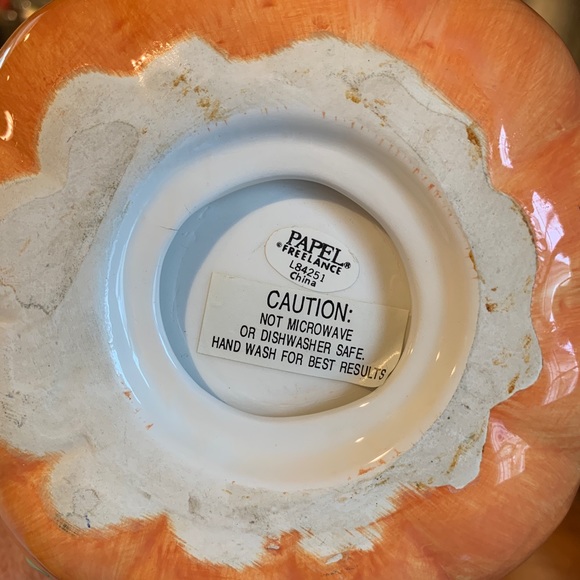 PAPEL®
©FREELANCE
L84251
China
CAUTION:
NOT MICROWAVE
OR DISHWASHER SAFE.
HAND WASH FOR BEST RESULTS